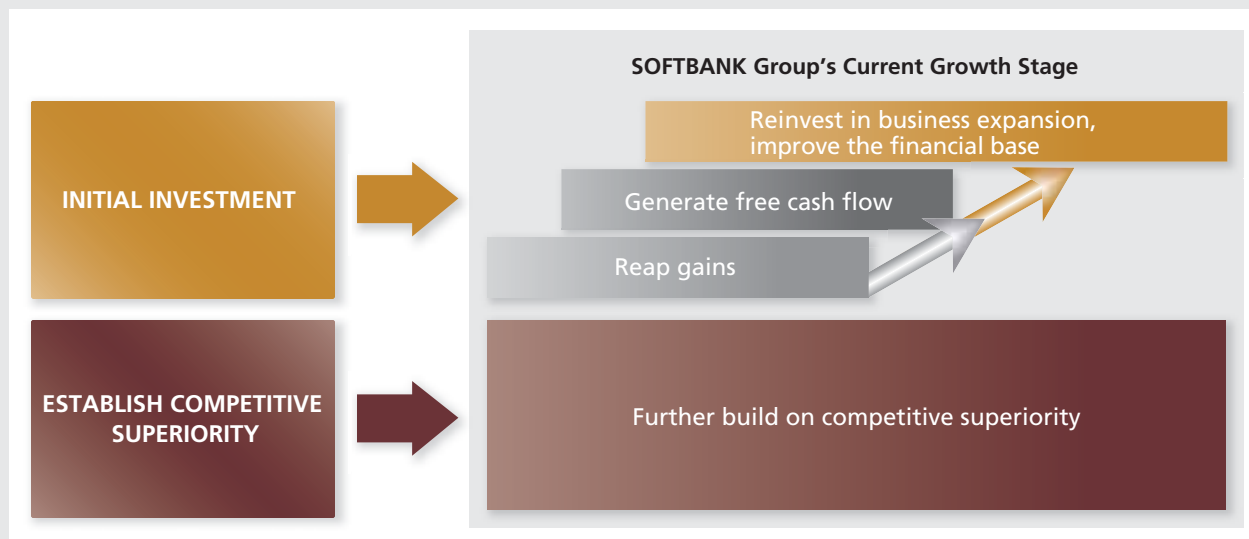 SOFTBANK Group's Current Growth Stage
INITIAL INVESTMENT
Reinvest in business expansion,
improve the financial base
Generate free cash flow
Reap gains
ESTABLISH COMPETITIVE
SUPERIORITY
Further build on competitive superiority